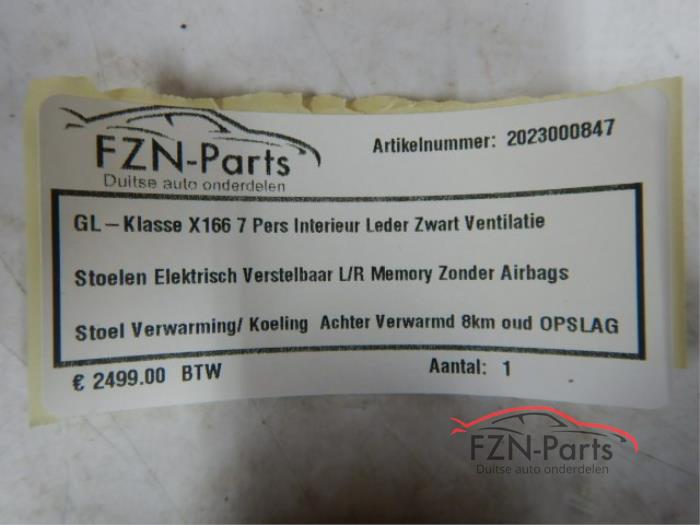 FZN-Parts
Duitse auto onderdelen
Artikelnummer: 2023000847
GL-Klasse X166 7 Pers Interieur Leder Zwart Ventilatie
Stoelen Elektrisch Verstelbaar L/R Memory Zonder Airbags
Stoel Verwarming/ Koeling Achter Verwarmd 8km oud OPSLAG
€ 2499.00 BTW
Aantal: 1
FZN-Parts
Duitse auto onderdelen